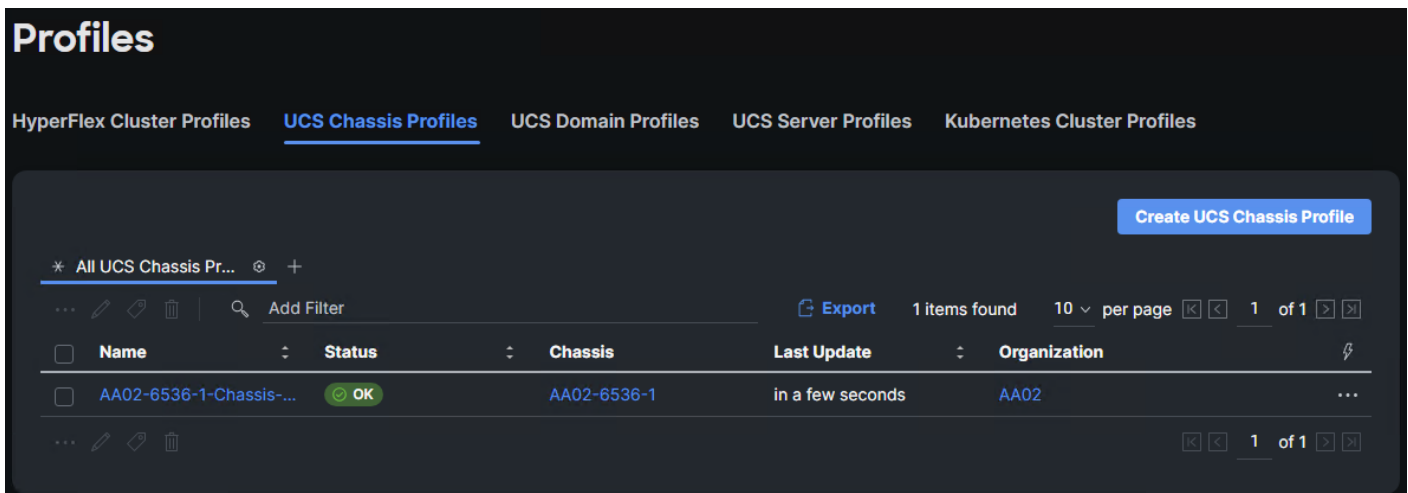 Profiles
HyperFlex Cluster Profiles UCS Chassis Profiles UCS Domain Profiles UCS Server Profiles Kubernetes Cluster Profiles
Create UCS Chassis Profile
All UCS Chassis Pr...
Add Filter Export 1 items found 10 per page 1 of 1
Name Status Chassis Last Update Organization
AA02-6536-1-Chassis-... OK AA02-6536-1 in a few seconds AA02 ...
1 of 1